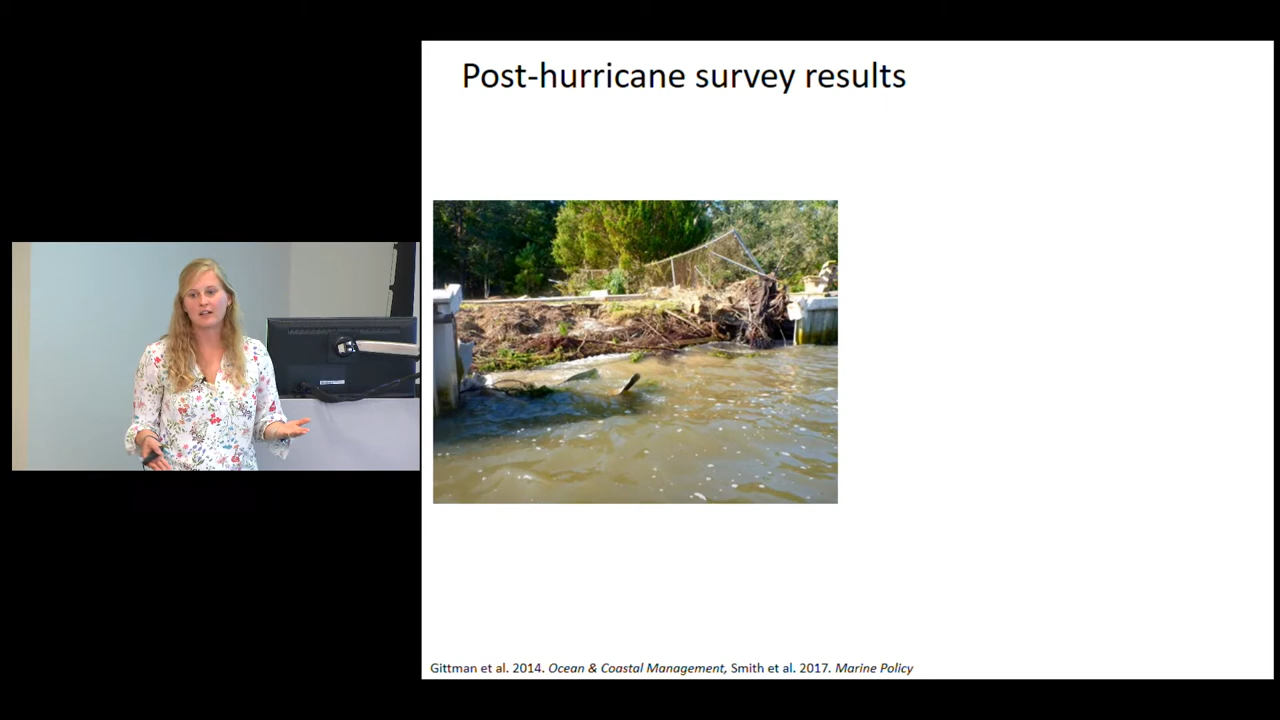 Post-hurricane survey results
Gittman et al. 2014. Ocean & Coastal Management, Smith et al. 2017. Marine Policy